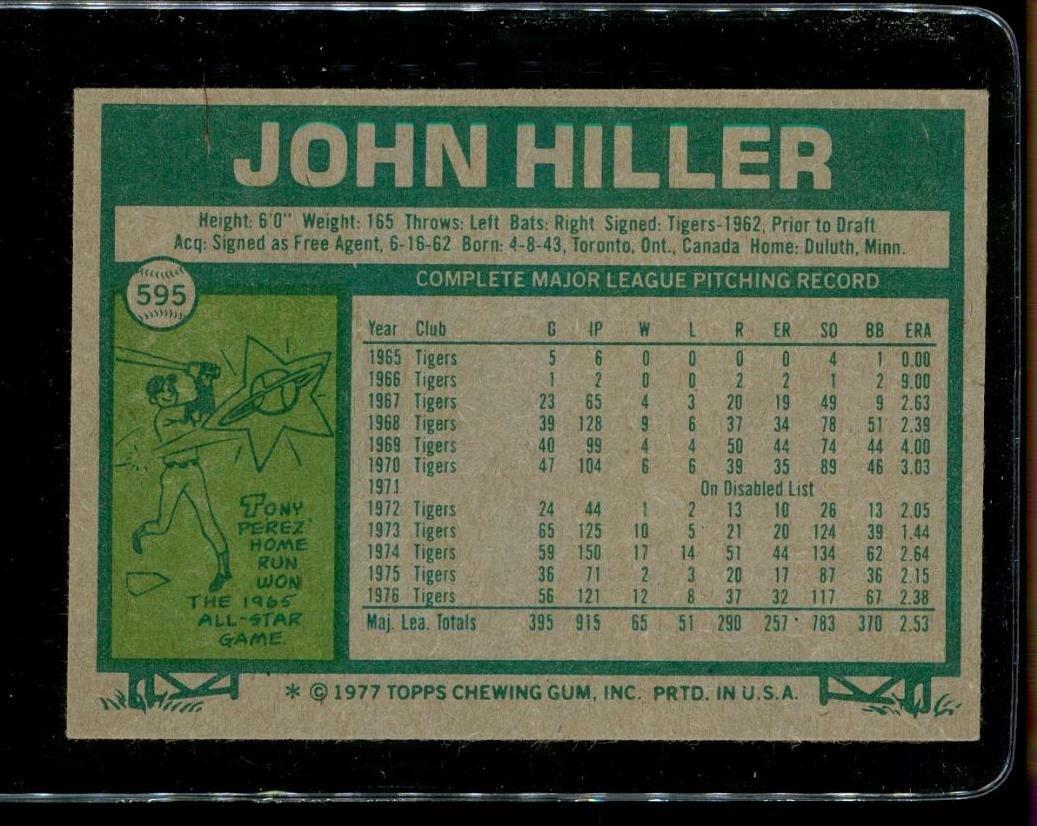 JOHN HILLER
Height: 6'0" Weight: 165 Throws: Left Bats: Right Signed: Tigers-1962, Prior to Draft
Acq: Signed as Free Agent, 6-16-62 Born: 4-8-43, Toronto, Ont., Canada Home: Duluth, Minn.
595
COMPLETE MAJOR LEAGUE PITCHING RECORD
Year Club G IP W L R ER SO BB ERA
1965 Tigers 5 6 0 0 0 0 4 1 0.00
1966 Tigers 1 2 0 0 2 2 1 2 9.00
1967 Tigers 23 65 4 3 20 19 49 9 2.63
1968 Tigers 39 128 9 6 37 34 78 51 2.39
1969 Tigers 40 99 4 4 50 44 74 44 4.00
1970 Tigers 47 104 6 6 39 35 89 46 3.03
1971 On Disabled List
1972 Tigers 24 44 1 2 13 10 26 13 2.05
1973 Tigers 65 125 10 5 21 20 124 39 1.44
1974 Tigers 59 150 17 14 51 44 134 62 2.64
1975 Tigers 36 71 2 3 20 17 87 36 2.15
1976 Tigers 56 121 12 8 37 32 117 67 2.38
Maj. Lea. Totals 395 915 65 51 290 257 783 370 2.53
TONY
PEREZ'
HOME
RUN
WON
THE 1965
ALL-STAR
GAME.
* © 1977 TOPPS CHEWING GUM, INC. PRTD. IN U.S.A.